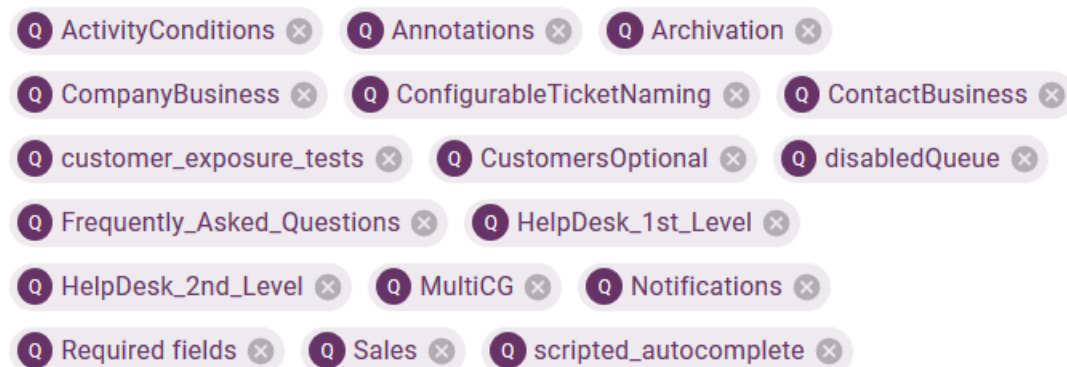 Q ActivityConditions Q Annotations Q Archivation
Q CompanyBusiness Q ConfigurableTicketNaming Q ContactBusiness
Q customer_exposure_tests Q CustomersOptional Q disabledQueue
Q Frequently_Asked_Questions Q HelpDesk_1st_Level
Q HelpDesk_2nd_Level Q MultiCG Q Notifications
Q Required fields Q Sales Q scripted_autocomplete